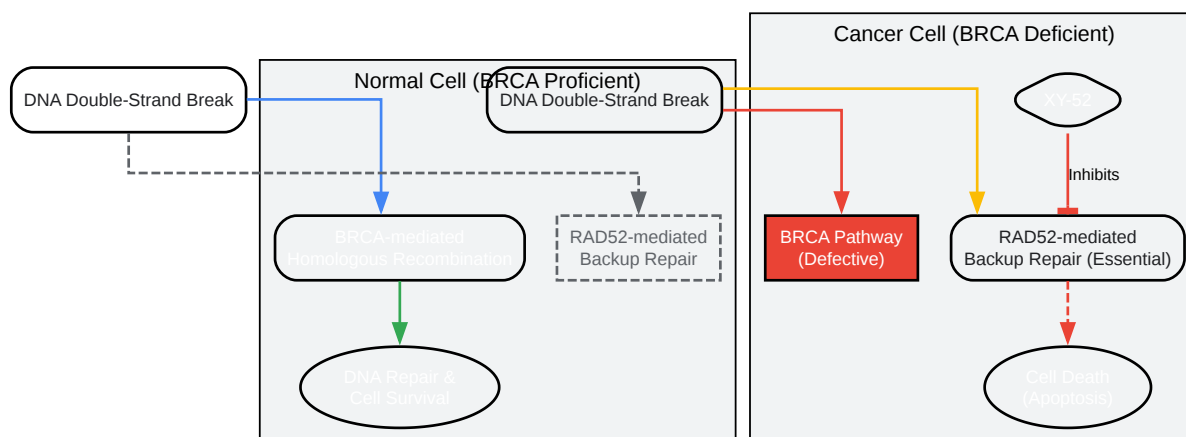 Cancer Cell (BRCA Deficient)
Normal Cell (BRCA Proficient)
DNA Double-Strand Break
DNA Double-Strand Break
XY-52
Inhibits
BRCA-mediated
Homologous Recombination
RAD52-mediated
Backup Repair
BRCA Pathway
(Defective)
RAD52-mediated
Backup Repair (Essential)
DNA Repair &
Cell Survival
Cell Death
(Apoptosis)